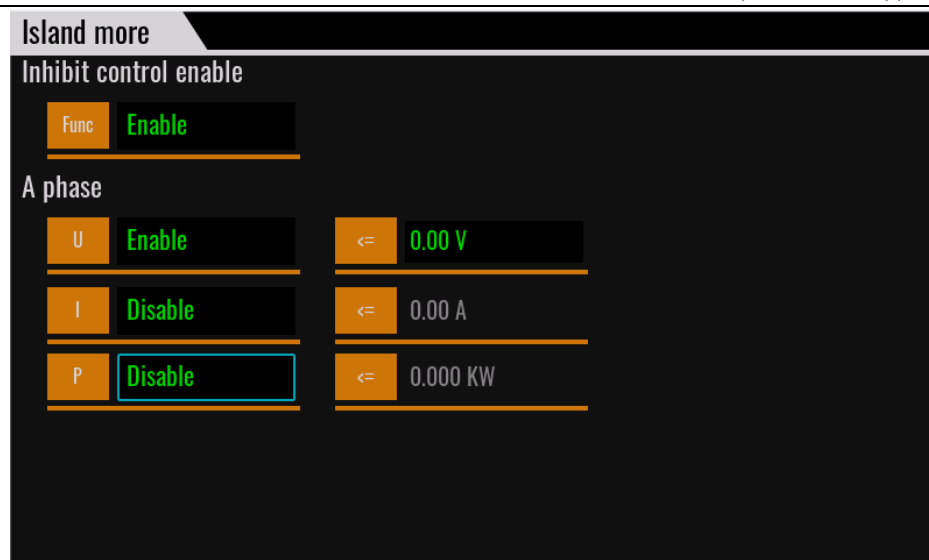 Island more
Inhibit control enable
Func Enable
A phase
U Enable <= 0.00 V
I Disable <= 0.00 A
P Disable <= 0.000 KW